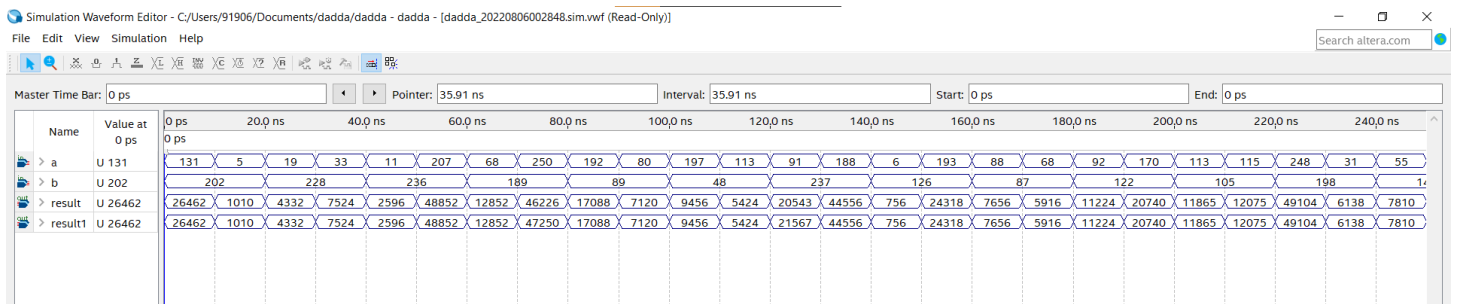 Simulation Waveform Editor - C:/Users/91906/Documents/dadda/dadda - dadda - [dadda_20220806002848.sim.vwf (Read-Only)]
File Edit View Simulation Help
Search altera.com
Master Time Bar: 0 ps Pointer: 35.91 ns Interval: 35.91 ns Start: 0 ps End: 0 ps
Name Value at 0 ps 0 ps 20.0 ns 40.0 ns 60.0 ns 80.0 ns 100.0 ns 120.0 ns 140.0 ns 160.0 ns 180.0 ns 200.0 ns 220.0 ns 240.0 ns
0 ps
a U 131 131 5 19 33 11 207 68 250 192 80 197 113 91 188 6 193 88 68 92 170 113 115 248 31 55
b U 202 202 228 236 189 89 48 237 126 87 122 105 198 14
result U 26462 26462 1010 4332 7524 2596 48852 12852 46226 17088 7120 9456 5424 20543 44556 756 24318 7656 5916 11224 20740 11865 12075 49104 6138 7810
result1 U 26462 26462 1010 4332 7524 2596 48852 12852 47250 17088 7120 9456 5424 21567 44556 756 24318 7656 5916 11224 20740 11865 12075 49104 6138 7810